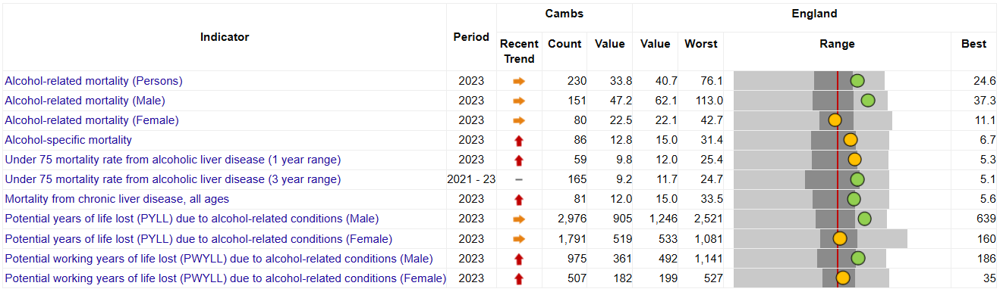 Cambs England
Indicator Period Recent Trend Count Value Value Worst Range Best
Alcohol-related mortality (Persons) 2023 230 33.8 40.7 76.1 24.6
Alcohol-related mortality (Male) 2023 151 47.2 62.1 113.0 37.3
Alcohol-related mortality (Female) 2023 80 22.5 22.1 42.7 11.1
Alcohol-specific mortality 2023 86 12.8 15.0 31.4 6.7
Under 75 mortality rate from alcoholic liver disease (1 year range) 2023 59 9.8 12.0 25.4 5.3
Under 75 mortality rate from alcoholic liver disease (3 year range) 2021 - 23 – 165 9.2 11.7 24.7 5.1
Mortality from chronic liver disease, all ages 2023 81 12.0 15.0 33.5 5.6
Potential years of life lost (PYLL) due to alcohol-related conditions (Male) 2023 2,976 905 1,246 2,521 639
Potential years of life lost (PYLL) due to alcohol-related conditions (Female) 2023 1,791 519 533 1,081 160
Potential working years of life lost (PWYLL) due to alcohol-related conditions (Male) 2023 975 361 492 1,141 186
Potential working years of life lost (PWYLL) due to alcohol-related conditions (Female) 2023 507 182 199 527 35